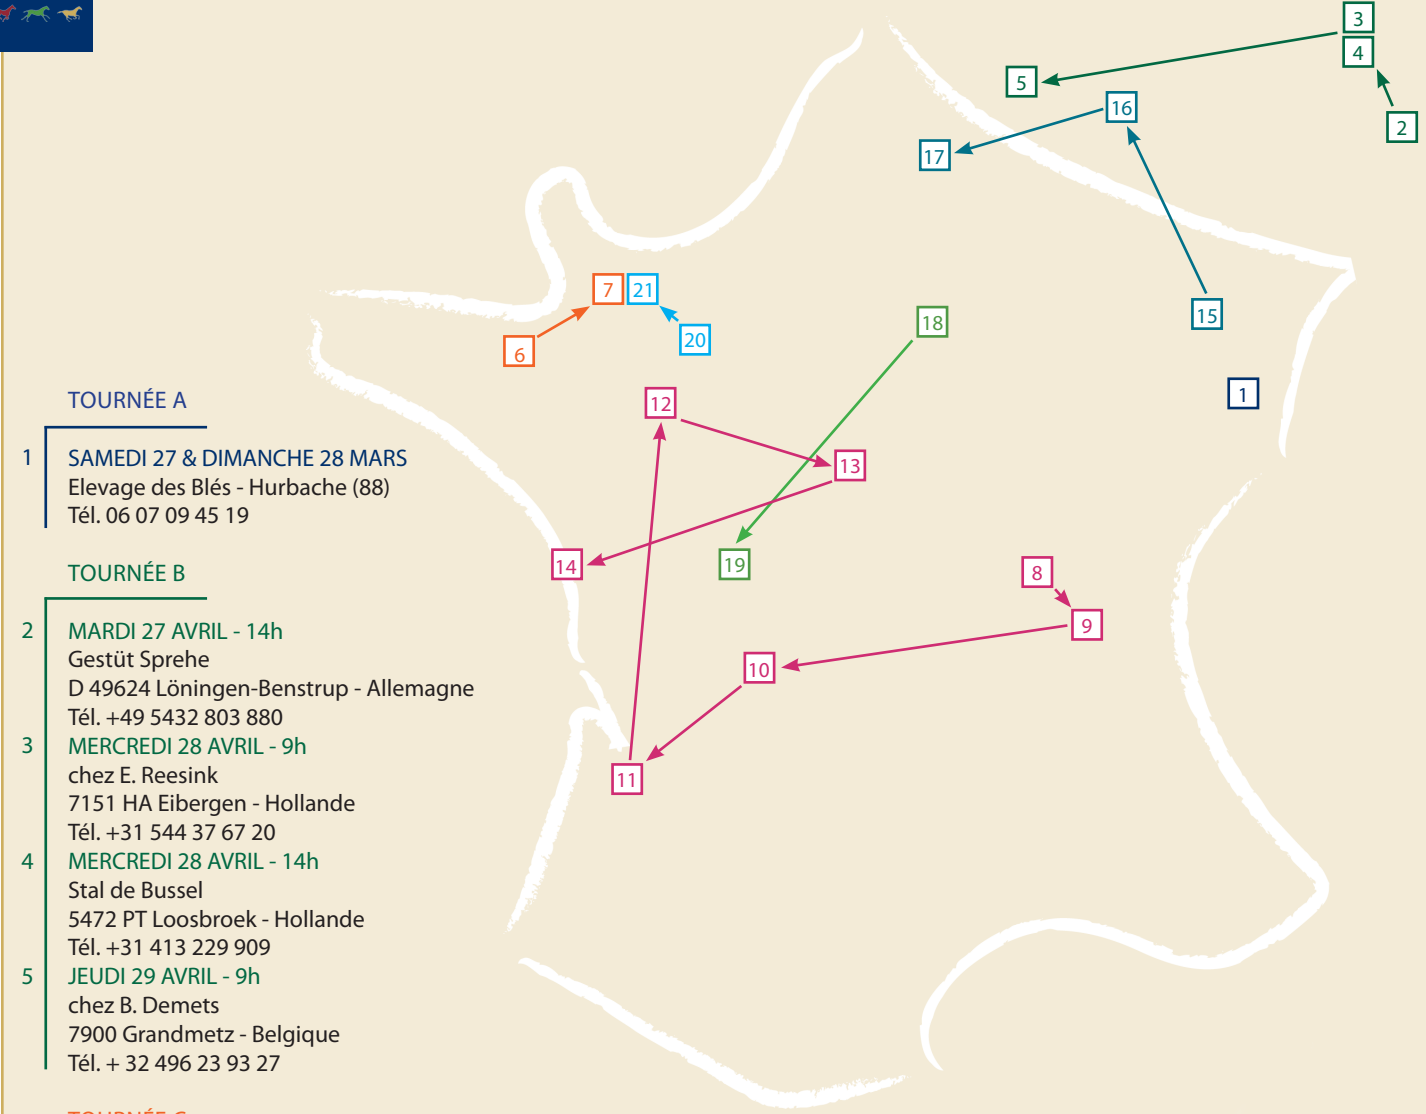 3
4
5
16
2
17
7
21
15
18
20
6
1
12
13
14
19
8
9
10
11
TOURNÉE A
1
SAMEDI 27 & DIMANCHE 28 MARS
Elevage des Blés - Hurbache (88)
Tél. 06 07 09 45 19
TOURNÉE B
2
MARDI 27 AVRIL - 14h
Gestüt Sprehe
D 49624 Löningen-Benstrup - Allemagne
Tél. +49 5432 803 880
3
MERCREDI 28 AVRIL - 9h
chez E. Reesink
7151 HA Eibergen - Hollande
Tél. +31 544 37 67 20
4
MERCREDI 28 AVRIL - 14h
Stal de Bussel
5472 PT Loosbroek - Hollande
Tél. +31 413 229 909
5
JEUDI 29 AVRIL - 9h
chez B. Demets
7900 Grandmetz - Belgique
Tél. + 32 496 23 93 27
TOURNÉE C